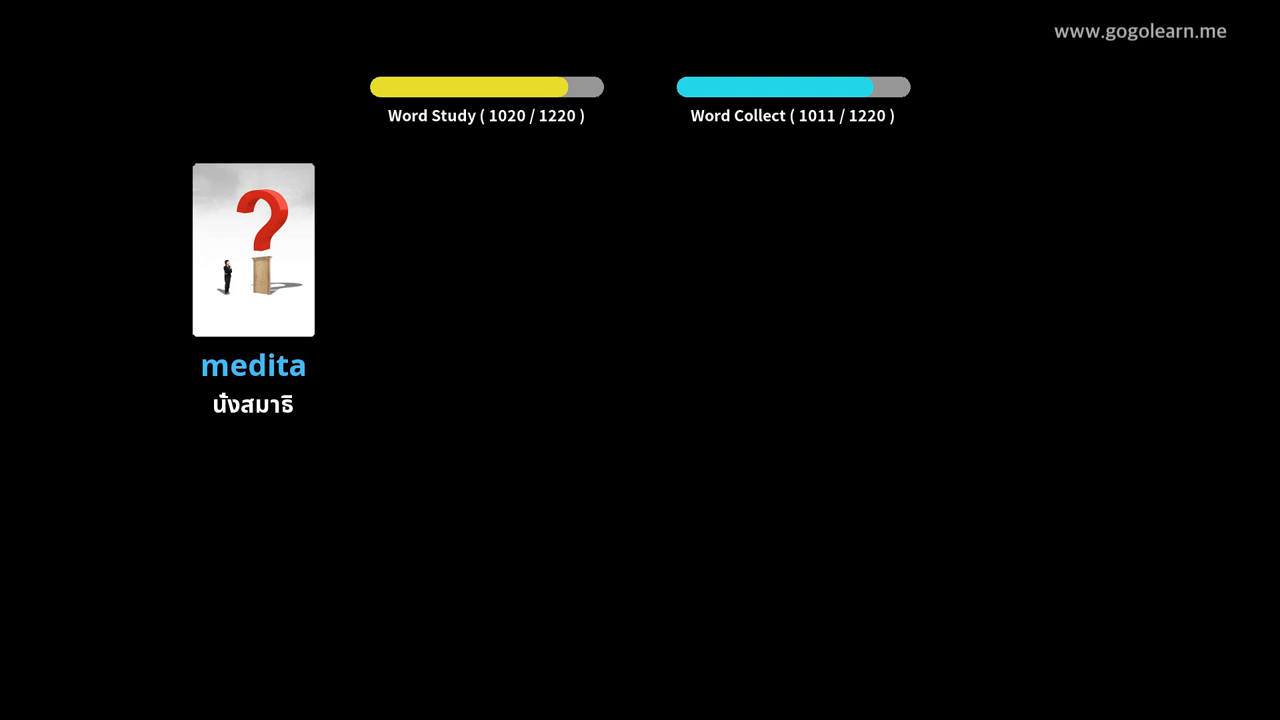 www.gogolearn.me
Word Study ( 1020 / 1220 )
Word Collect ( 1011 / 1220 )
medita
นั่งสมาธิ